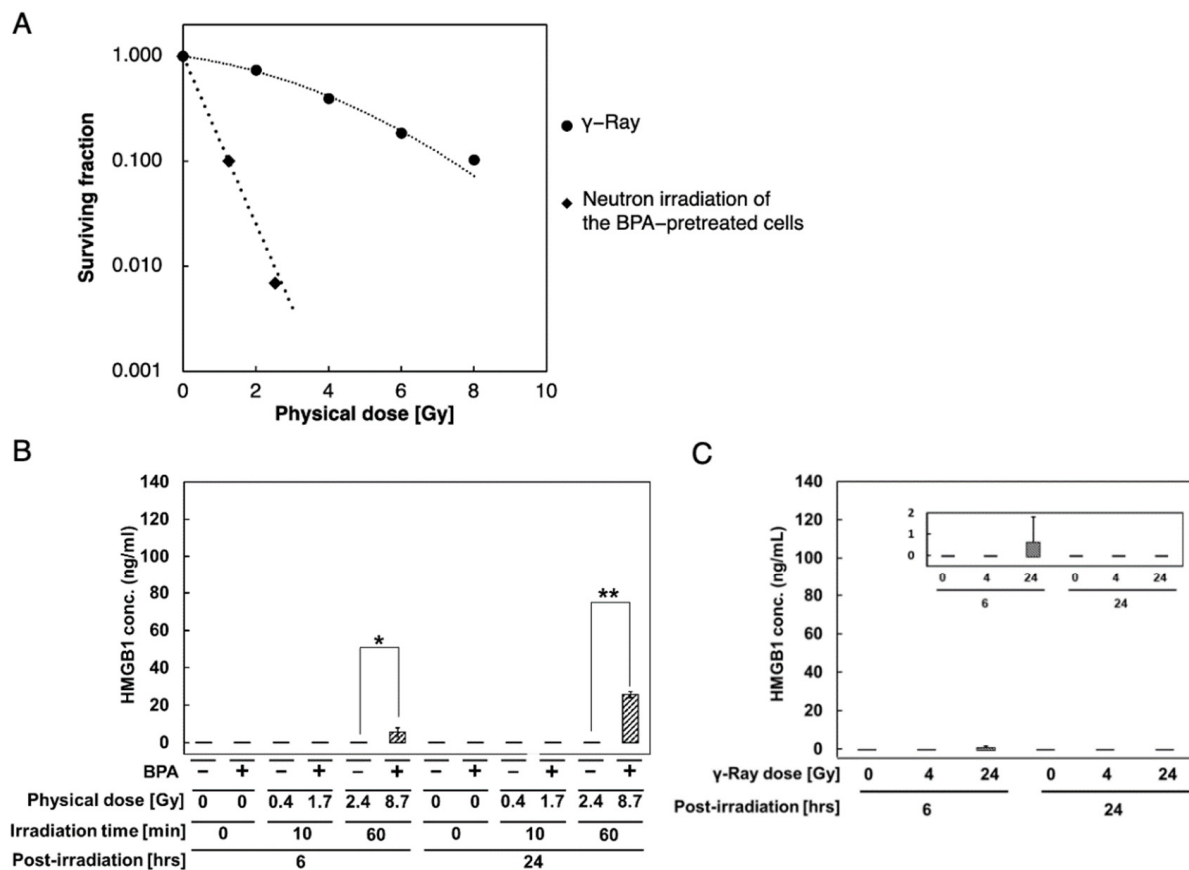 A
1.000
0.100
0.010
0.001
Surviving fraction
0 2 4 6 8 10
Physical dose [Gy]
γ–Ray
Neutron irradiation of
the BPA–pretreated cells
B
140
120
100
80
60
40
20
0
HMGB1 conc. (ng/ml)
*
**
BPA – + – + – + – + – + – +
Physical dose [Gy] 0 0 0.4 1.7 2.4 8.7 0 0 0.4 1.7 2.4 8.7
Irradiation time [min] 0 10 60 0 10 60
Post-irradiation [hrs] 6 24
C
140
120
100
80
60
40
20
0
HMGB1 conc. (ng/mL)
2
1
0
0 4 24 0 4 24
6 24
γ-Ray dose [Gy] 0 4 24 0 4 24
Post-irradiation [hrs] 6 24